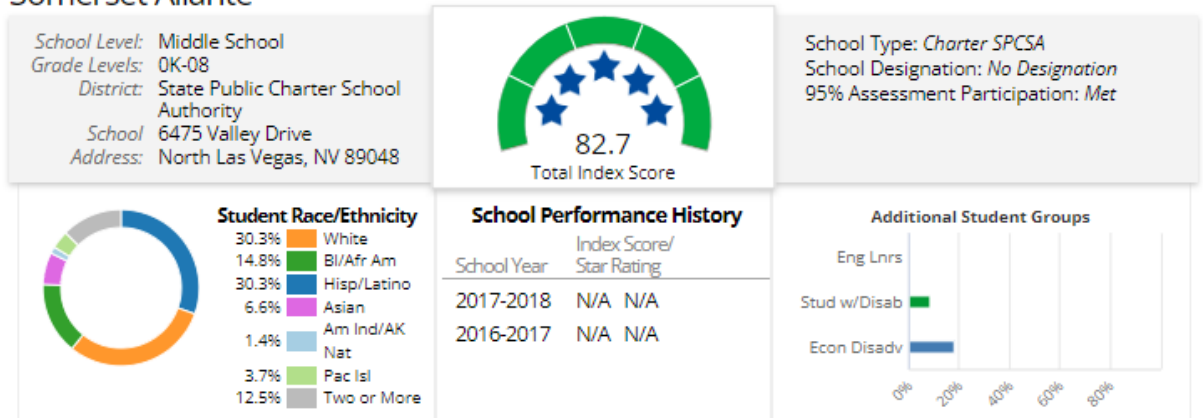 Somerset Aliante
School Level: Middle School
Grade Levels: 0K-08
District: State Public Charter School
Authority
School 6475 Valley Drive
Address: North Las Vegas, NV 89048
82.7
Total Index Score
School Type: Charter SPCSA
School Designation: No Designation
95% Assessment Participation: Met
Student Race/Ethnicity
30.3% White
14.8% Bl/Afr Am
30.3% Hisp/Latino
6.6% Asian
1.4% Am Ind/AK
Nat
3.7% Pac Isl
12.5% Two or More
School Performance History
Index Score/
School Year Star Rating
2017-2018 N/A N/A
2016-2017 N/A N/A
Additional Student Groups
Eng Lnrs
Stud w/Disab
Econ Disadv
0% 20% 40% 60% 80%